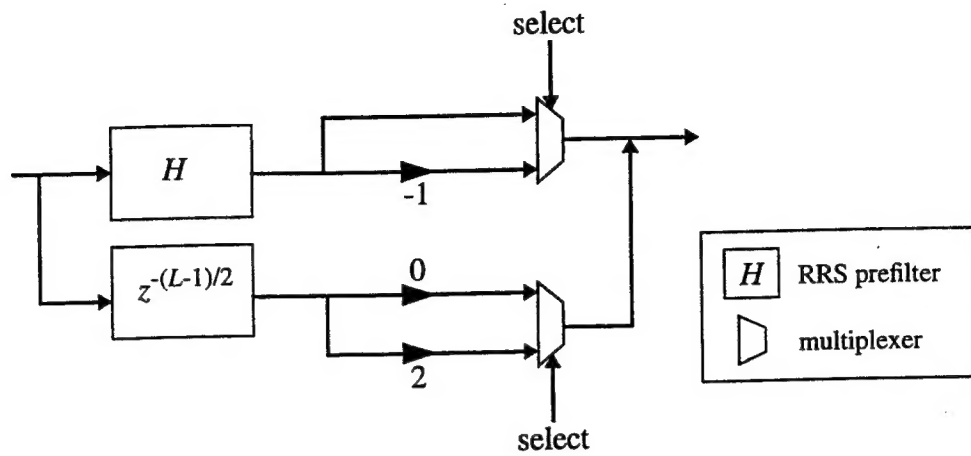 select
H
-1
z^-(L-1)/2
0
2
select
H RRS prefilter
multiplexer